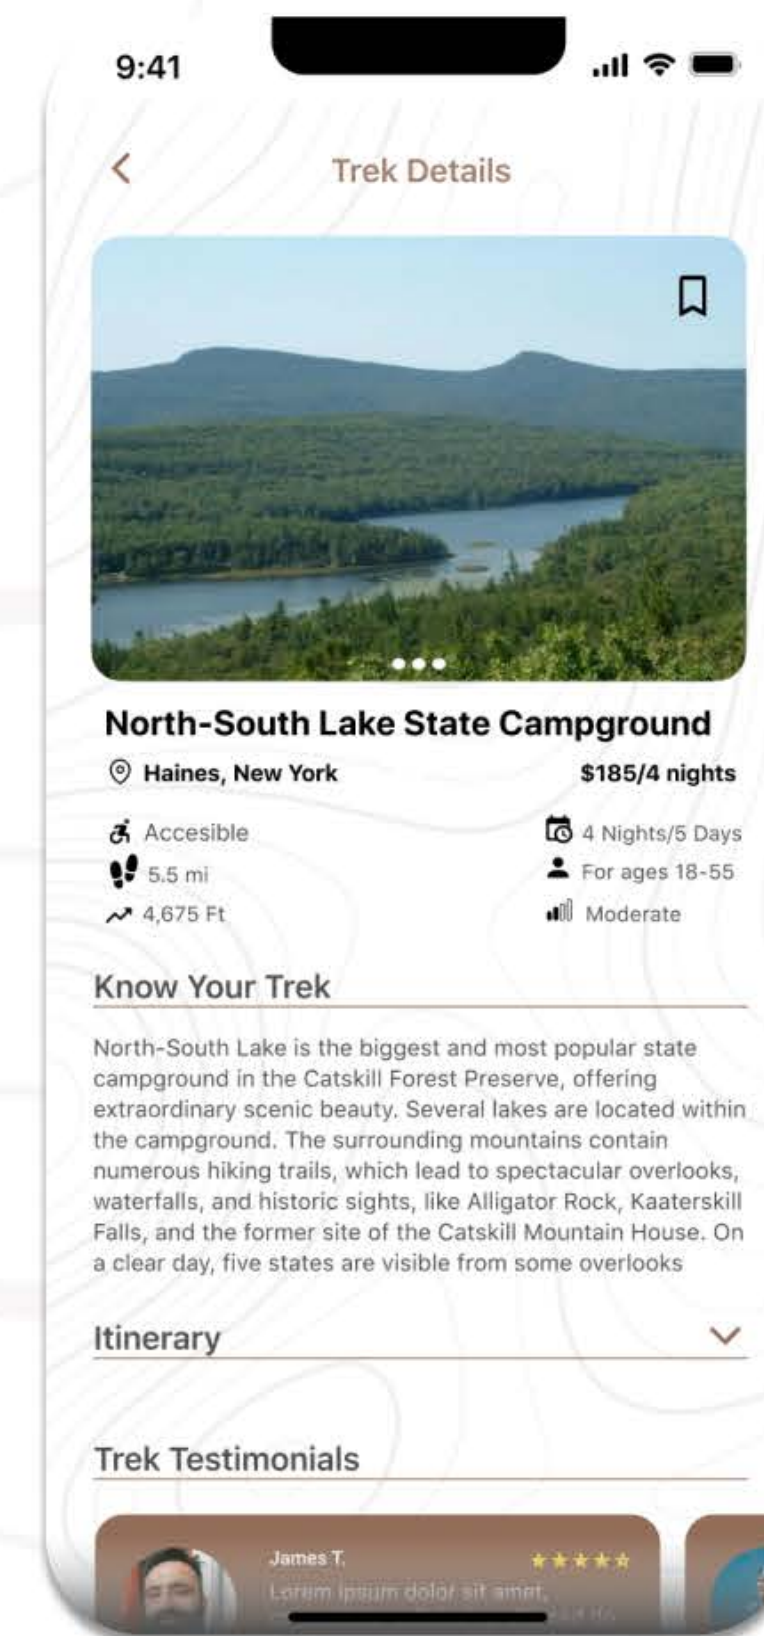 9:41
Trek Details
North-South Lake State Campground
Haines, New York
$185/4 nights
Accesible
4 Nights/5 Days
5.5 mi
For ages 18-55
4,675 Ft
Moderate
Know Your Trek
North-South Lake is the biggest and most popular state
campground in the Catskill Forest Preserve, offering
extraordinary scenic beauty. Several lakes are located within
the campground. The surrounding mountains contain
numerous hiking trails, which lead to spectacular overlooks,
waterfalls, and historic sights, like Alligator Rock, Kaaterskill
Falls, and the former site of the Catskill Mountain House. On
a clear day, five states are visible from some overlooks
Itinerary
Trek Testimonials
James T.
Lorem ipsum dolor sit amet,